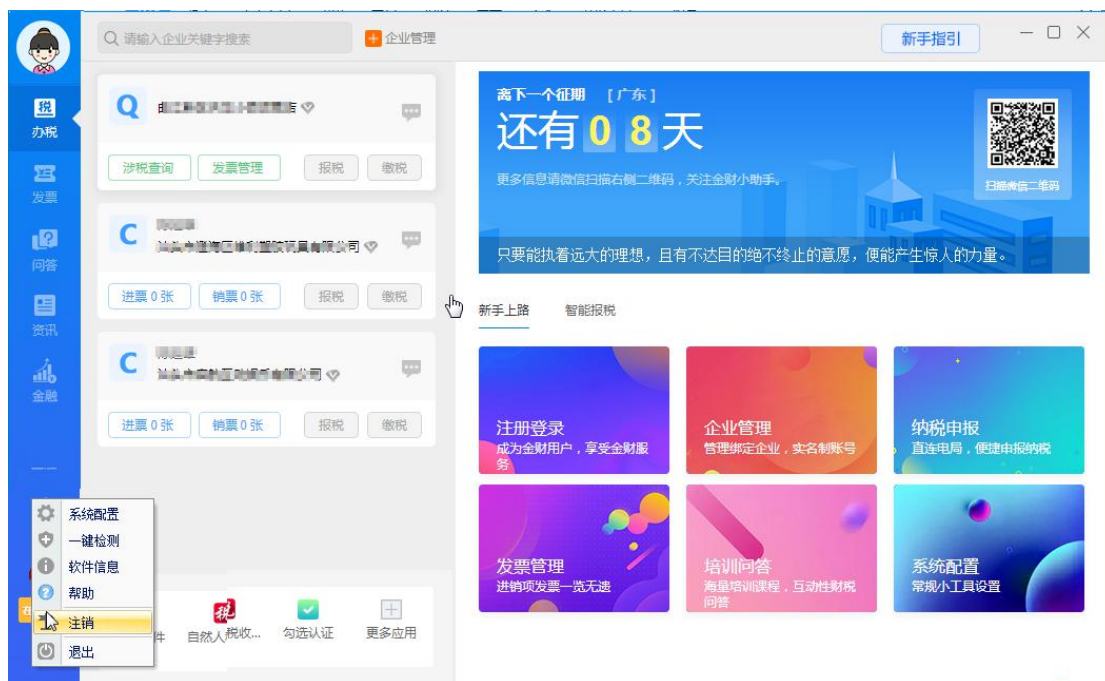 请输入企业关键字搜索
企业管理
新手指引
税
办税
发票
问答
资讯
金融
Q
涉税查询
发票管理
报税
缴税
C
进票 0 张
销票 0 张
报税
缴税
C
进票 0 张
销票 0 张
报税
缴税
离下一个征期 [广东]
还有 0 8 天
更多信息请微信扫描右侧二维码，关注金财小助手。
扫描微信二维码
只要能执着远大的理想，且有不达目的绝不终止的意愿，便能产生惊人的力量。
新手上路
智能报税
注册登录
成为金财用户，享受金财服
务
企业管理
管理绑定企业，实名制账号
纳税申报
直连电局，便捷申报纳税
发票管理
进销项发票一览无遗
培训问答
海量培训课程，互动性财税
问答
系统配置
常规小工具设置
系统配置
一键检测
软件信息
帮助
注销
退出
件
税
自然人税收...
勾选认证
更多应用